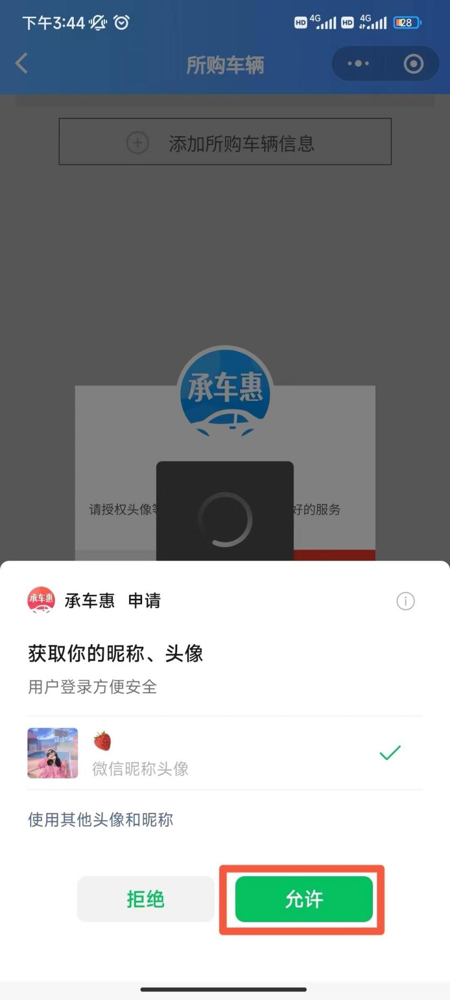 下午3:44 HD 4G HD 4G 28
所购车辆
添加所购车辆信息
承车惠
请授权头像 好的服务
承车惠 承车惠 申请
获取你的昵称、头像
用户登录方便安全
微信昵称头像
使用其他头像和昵称
拒绝 允许